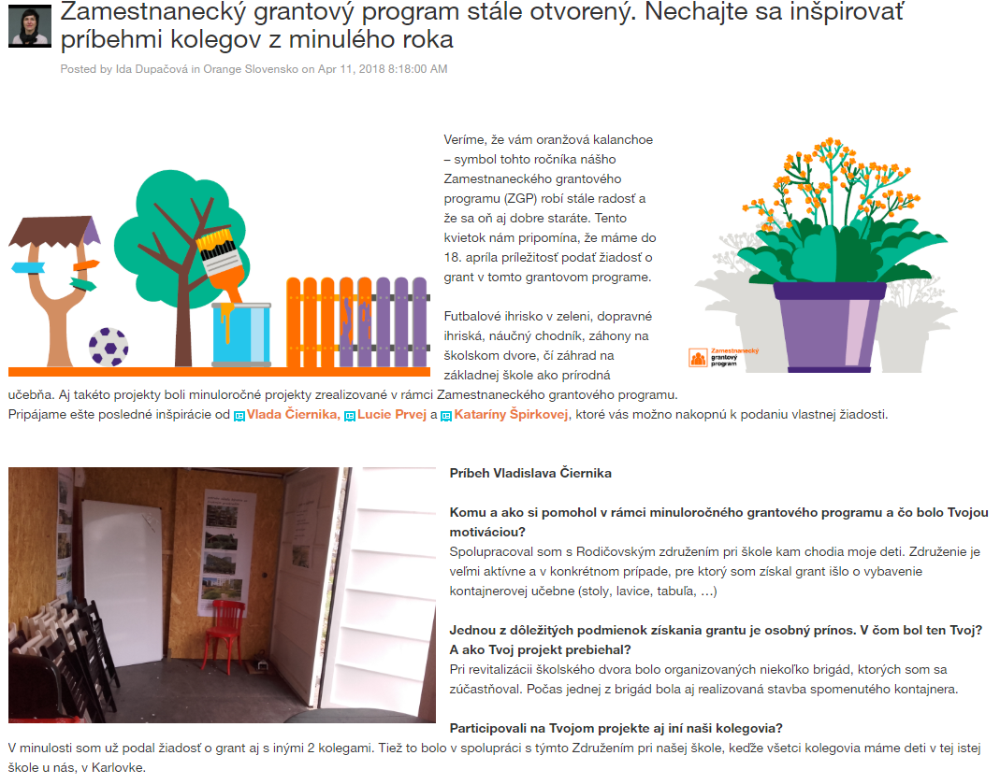 Zamestnanecký grantový program stále otvorený. Nechajte sa inšpirovať
príbehmi kolegov z minulého roka
Posted by Ida Dupačová in Orange Slovensko on Apr 11, 2018 8:18:00 AM
Veríme, že vám oranžová kalanchoe
– symbol tohto ročníka nášho
Zamestnaneckého grantového
programu (ZGP) robí stále radosť a
že sa oň aj dobre staráte. Tento
kvietok nám pripomína, že máme do
18. apríla príležitosť podať žiadosť o
grant v tomto grantovom programe.
Zamestnanecký
grantový
program
Futbalové ihrisko v zeleni, dopravné
ihriská, náučný chodník, záhony na
školskom dvore, čí záhrad na
základnej škole ako prírodná
učebňa. Aj takéto projekty boli minuloročné projekty zrealizované v rámci Zamestnaneckého grantového programu.
Pripájame ešte posledné inšpirácie od Vlada Čiernika, Lucie Prvej a Kataríny Špirkovej, ktoré vás možno nakopnú k podaniu vlastnej žiadosti.
Príbeh Vladislava Čiernika
Komu a ako si pomohol v rámci minuloročného grantového programu a čo bolo Tvojou
motiváciou?
Spolupracoval som s Rodičovským združením pri škole kam chodia moje deti. Združenie je
veľmi aktívne a v konkrétnom prípade, pre ktorý som získal grant išlo o vybavenie
kontajnerovej učebne (stoly, lavice, tabuľa, …)
Jednou z dôležitých podmienok získania grantu je osobný prínos. V čom bol ten Tvoj?
A ako Tvoj projekt prebiehal?
Pri revitalizácii školského dvora bolo organizovaných niekoľko brigád, ktorých som sa
zúčastňoval. Počas jednej z brigád bola aj realizovaná stavba spomenutého kontajnera.
Participovali na Tvojom projekte aj iní naši kolegovia?
V minulosti som už podal žiadosť o grant aj s inými 2 kolegami. Tiež to bolo v spolupráci s týmto Združením pri našej škole, keďže všetci kolegovia máme deti v tej istej
škole u nás, v Karlovke.